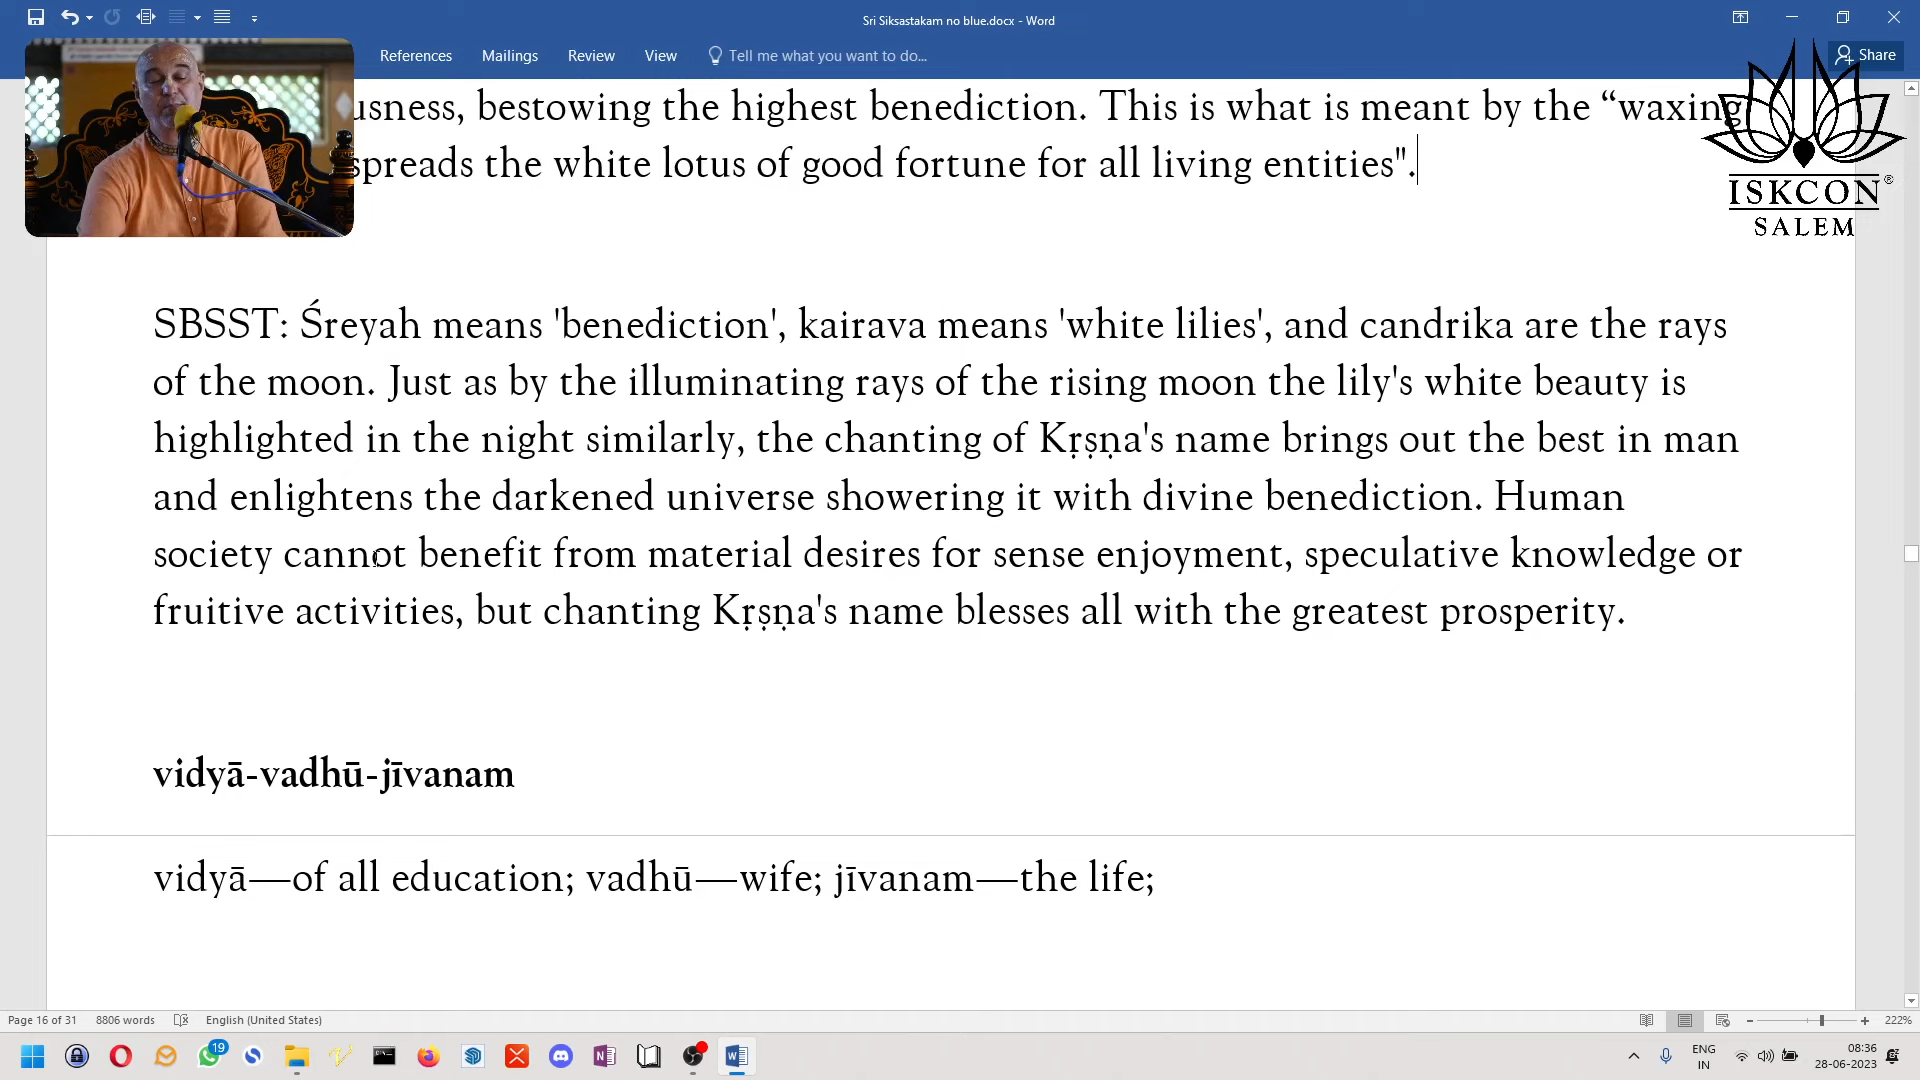 Sri Siksastakam no blue.docx - Word
References Mailings Review View Tell me what you want to do... Share
usness, bestowing the highest benediction. This is what is meant by the “waxing
spreads the white lotus of good fortune for all living entities".
ISKCON®
SALEM
SBSST: Śreyah means 'benediction', kairava means 'white lilies', and candrika are the rays
of the moon. Just as by the illuminating rays of the rising moon the lily's white beauty is
highlighted in the night similarly, the chanting of Kṛṣṇa's name brings out the best in man
and enlightens the darkened universe showering it with divine benediction. Human
society cannot benefit from material desires for sense enjoyment, speculative knowledge or
fruitive activities, but chanting Kṛṣṇa's name blesses all with the greatest prosperity.
vidyā-vadhū-jīvanam
vidyā—of all education; vadhū—wife; jīvanam—the life;
Page 16 of 31 8806 words English (United States) 222%
19
ENG 08:36
IN 28-06-2023